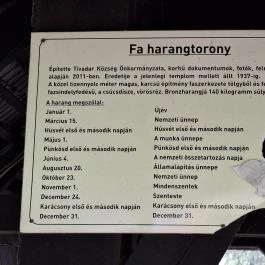 Fa harangtorony
Építette Tivadar Község Önkormányzata, korhű dokumentumok, fotók,
alapján 2011-ben. Eredetije a jelenlegi templom mellett állt 1937-ig.
A közel tizennyolc méter magas, karcsú építmény faszerkezete tölgyből és
fazsindelyfedésű, a csúcsdísze, vörösréz. Bronzharangja 140 kilogramm súly
A harang megszólal:
Január 1. Újév
Március 15. Nemzeti ünnep
Húsvét első és második napján Húsvét első és második napján
Május 1. A munka ünnepe
Pünkösd első és második napján Pünkösd első és második napján
Június 4. A nemzeti összetartozás napja
Augusztus 20. Államalapítás ünnepe
Október 23. Nemzeti ünnep
November 1. Mindenszentek
December 24. Szenteste
Karácsony első és második napján Karácsony első és második napján
December 31. December 31.